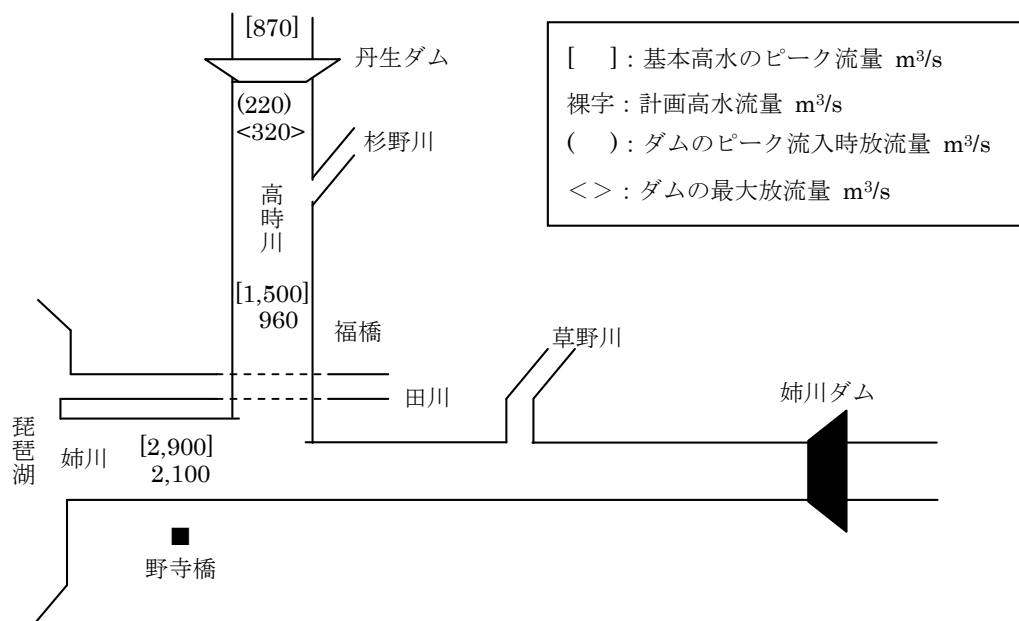 [870]
丹生ダム
(220)
<320>
杉野川
高時川
[1,500]
960
福橋
草野川
田川
姉川ダム
琵琶湖
姉川
[2,900]
2,100
野寺橋
[　]：基本高水のピーク流量 m³/s
裸字：計画高水流量 m³/s
(　)：ダムのピーク流入時放流量 m³/s
＜＞：ダムの最大放流量 m³/s